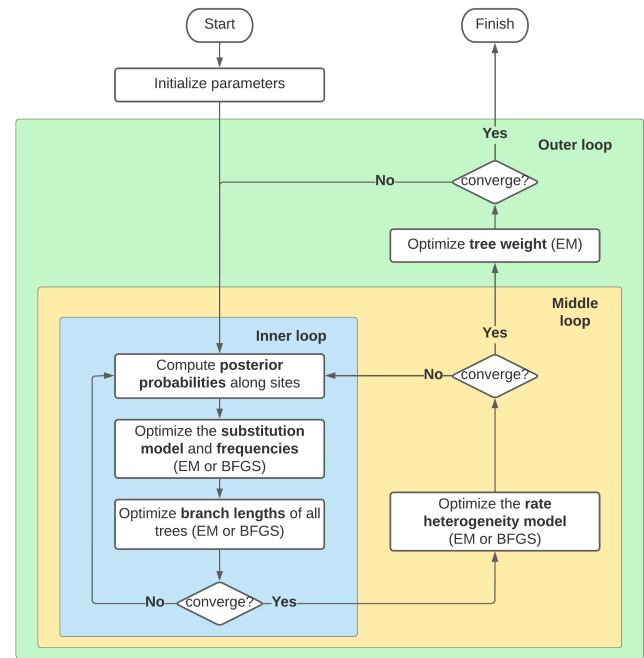 Start
Finish
Initialize parameters
Yes
Outer loop
No
converge?
Optimize tree weight (EM)
Middle
loop
Yes
Inner loop
Compute posterior
probabilities along sites
No
converge?
Optimize the substitution
model and frequencies
(EM or BFGS)
Optimize branch lengths of all
trees (EM or BFGS)
Optimize the rate
heterogeneity model
(EM or BFGS)
No
converge?
Yes